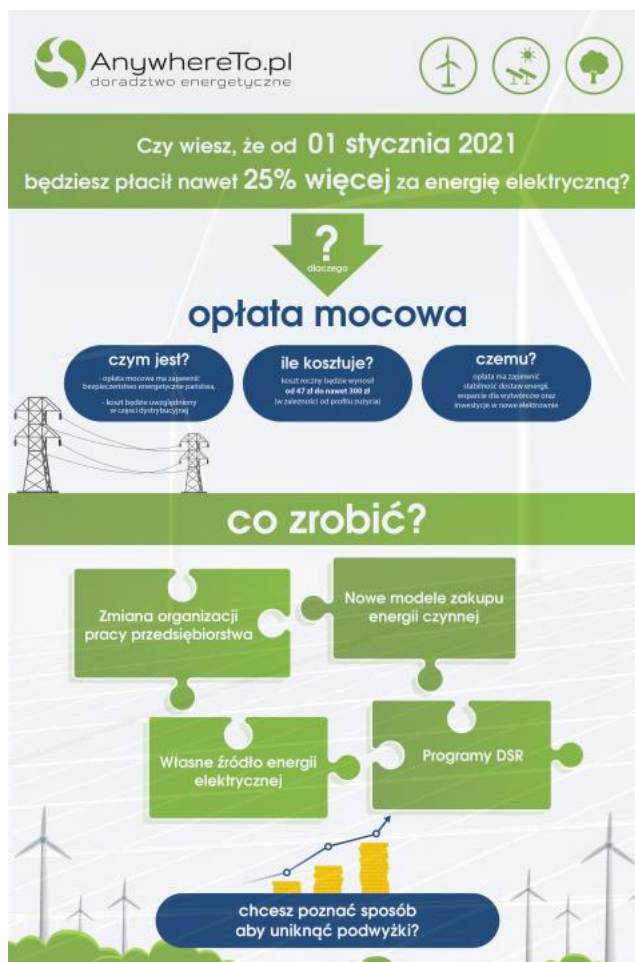 AnywhereTo.pl
doradztwo energetyczne
Czy wiesz, że od 01 stycznia 2021
będziesz płacił nawet 25% więcej za energię elektryczną?
?
dlaczego
opłata mocowa
czym jest?
- opłata mocowa ma zapewnić
bezpieczeństwo energetyczne państwa,
- koszt będzie uwzględniony
w części dystrybucyjnej
ile kosztuje?
koszt roczny będzie wynosił
od 47 zł do nawet 300 zł
(w zależności od profilu zużycia)
czemu?
opłata ma zapewnić
stabilność dostaw energii,
wsparcie dla wytwórców oraz
inwestycje w nowe elektrownie
co zrobić?
Zmiana organizacji
pracy przedsiębiorstwa
Nowe modele zakupu
energii czynnej
Własne źródło energii
elektrycznej
Programy DSR
chcesz poznać sposób
aby uniknąć podwyżki?